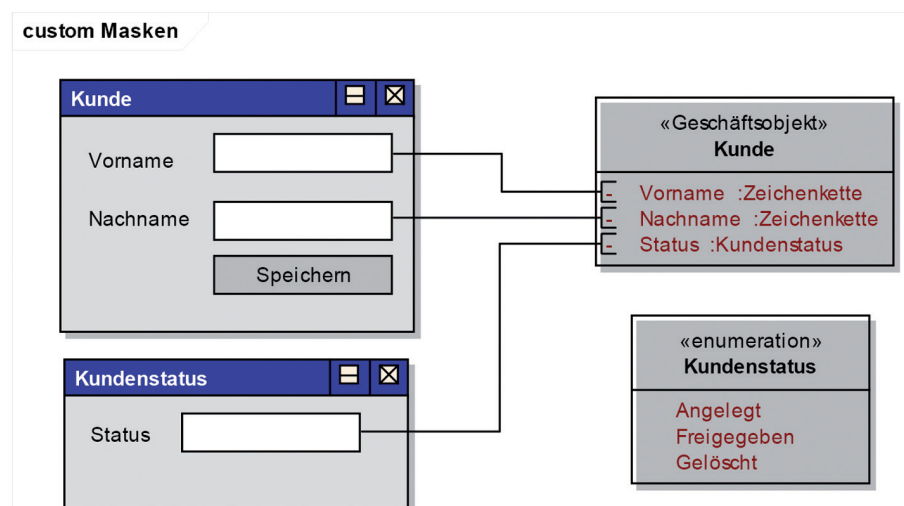 custom Masken
Kunde
Vorname
Nachname
Speichern
Kundenstatus
Status
«Geschäftsobjekt»
Kunde
- Vorname :Zeichenkette
- Nachname :Zeichenkette
- Status :Kundenstatus
«enumeration»
Kundenstatus
Angelegt
Freigegeben
Gelöscht